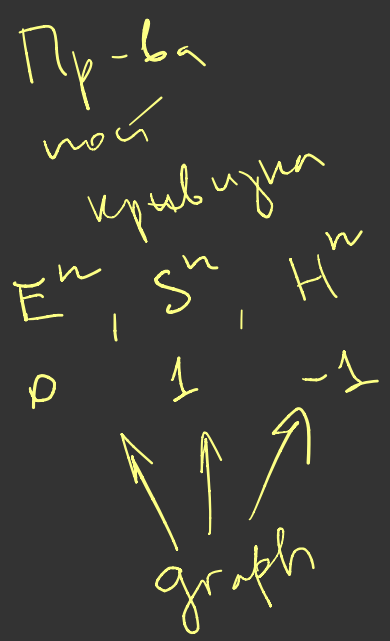 Пр-ва
пост
кривизна
Eⁿ, Sⁿ, Hⁿ
0 1 -1
graph